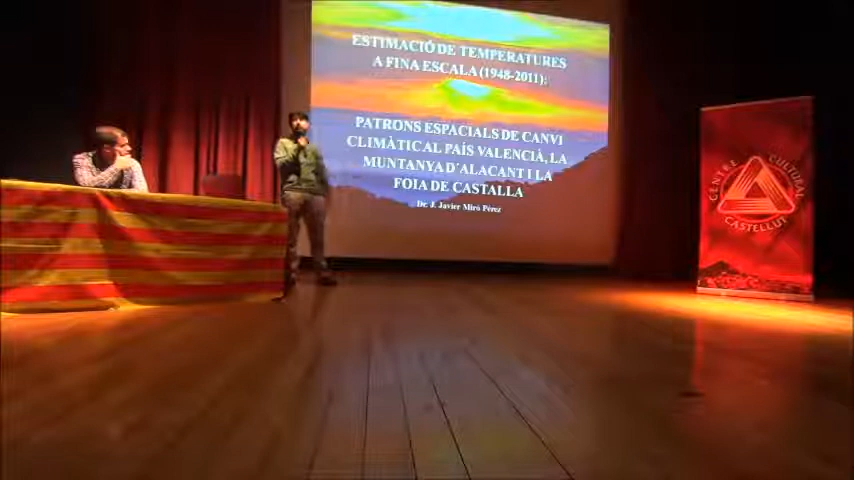 ESTIMACIÓ DE TEMPERATURES
A FINA ESCALA (1948-2011):
PATRONS ESPACIALS DE CANVI
CLIMÀTIC AL PAÍS VALENCIÀ, LA
MUNTANYA D'ALACANT I LA
FOIA DE CASTALLA
Dr. J. Javier Miró Pérez
CENTRE CULTURAL
CASTELLUT